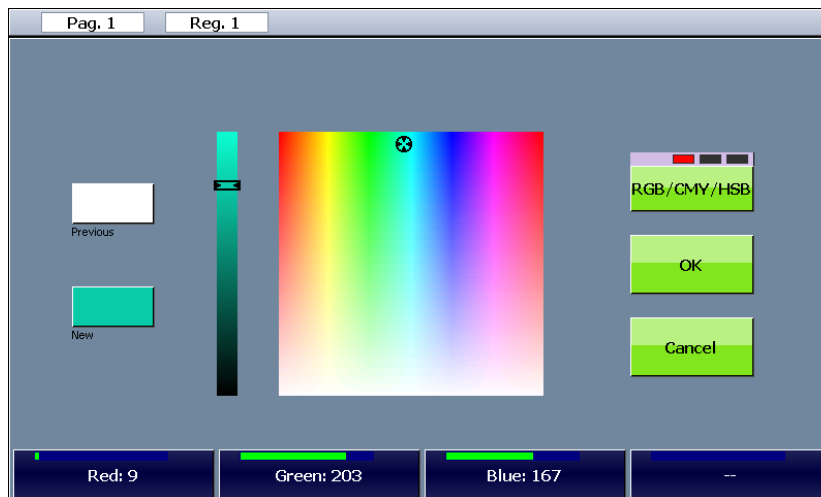 Pag. 1
Reg. 1
RGB/CMY/HSB
Previous
OK
New
Cancel
Red: 9
Green: 203
Blue: 167
--